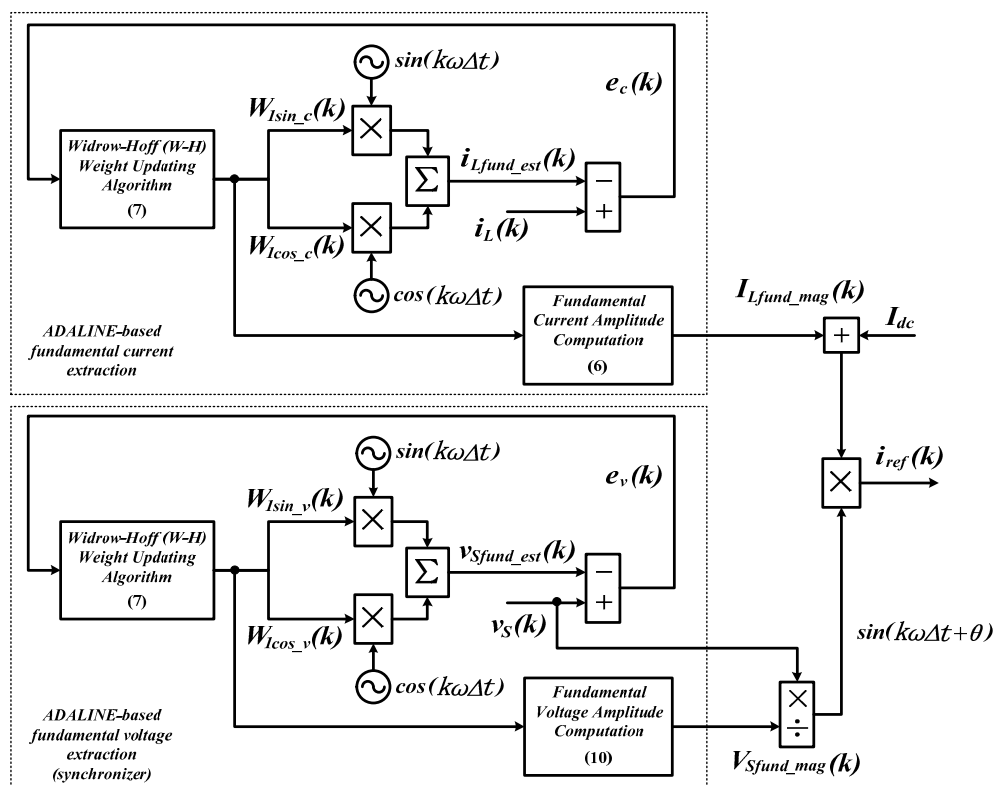 sin(kωΔt)
e_c(k)
W_Isin_c(k)
×
Widrow-Hoff (W-H)
Weight Updating
Algorithm
(7)
Σ
i_Lfund_est(k)
−
+
i_L(k)
W_Icos_c(k)
×
cos(kωΔt)
Fundamental
Current Amplitude
Computation
(6)
I_Lfund_mag(k)
+
I_dc
ADALINE-based
fundamental current
extraction
sin(kωΔt)
e_v(k)
W_Isin_v(k)
×
Widrow-Hoff (W-H)
Weight Updating
Algorithm
(7)
Σ
v_Sfund_est(k)
−
+
v_S(k)
W_Icos_v(k)
×
cos(kωΔt)
×
i_ref(k)
sin(kωΔt+θ)
Fundamental
Voltage Amplitude
Computation
(10)
×
÷
V_Sfund_mag(k)
ADALINE-based
fundamental voltage
extraction
(synchronizer)